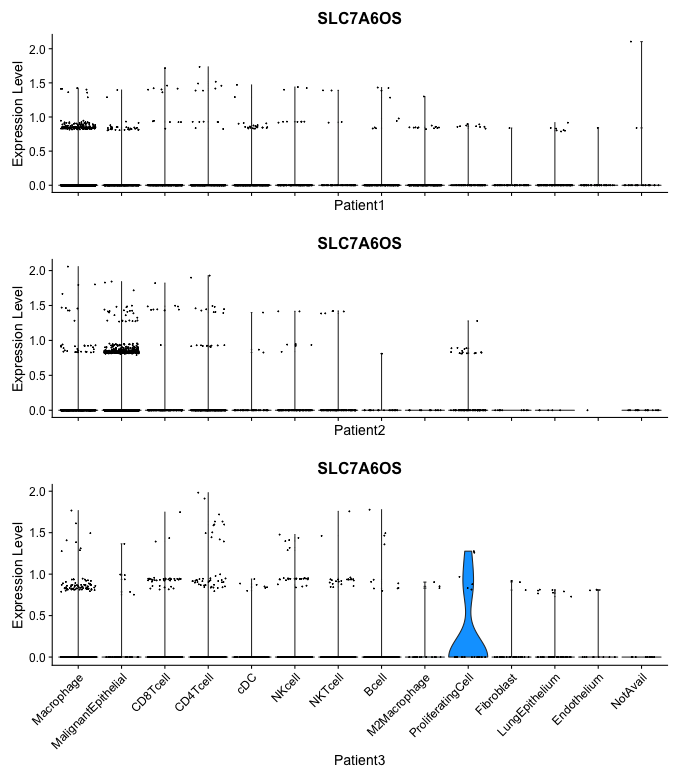 SLC7A6OS
Expression Level
2.0
1.5
1.0
0.5
0.0
Patient1
SLC7A6OS
Expression Level
2.0
1.5
1.0
0.5
0.0
Patient2
SLC7A6OS
Expression Level
2.0
1.5
1.0
0.5
0.0
Macrophage
MalignantEpithelial
CD8Tcell
CD4Tcell
cDC
NKcell
NKTcell
Bcell
M2Macrophage
ProliferatingCell
Fibroblast
LungEpithelium
Endothelium
NotAvail
Patient3